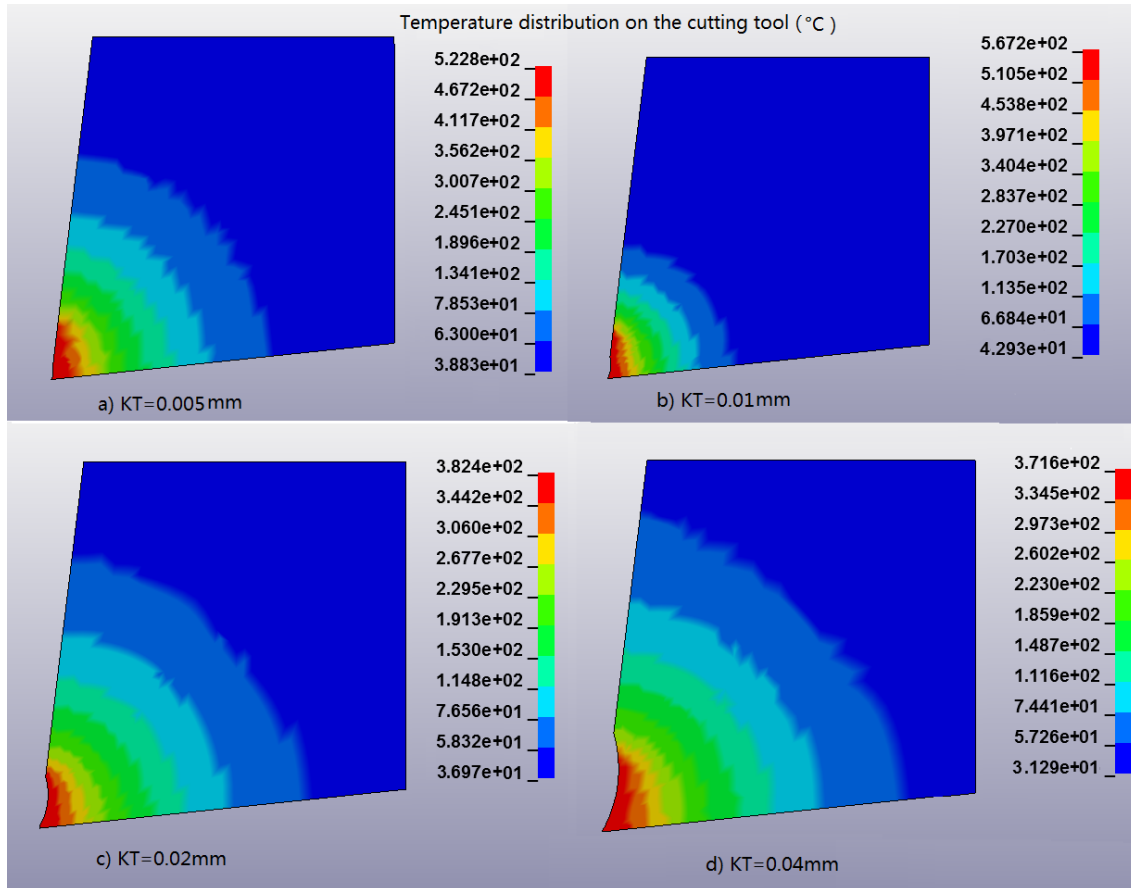 Temperature distribution on the cutting tool (°C)
5.228e+02
4.672e+02
4.117e+02
3.562e+02
3.007e+02
2.451e+02
1.896e+02
1.341e+02
7.853e+01
6.300e+01
3.883e+01
a) KT=0.005mm
5.672e+02
5.105e+02
4.538e+02
3.971e+02
3.404e+02
2.837e+02
2.270e+02
1.703e+02
1.135e+02
6.684e+01
4.293e+01
b) KT=0.01mm
3.824e+02
3.442e+02
3.060e+02
2.677e+02
2.295e+02
1.913e+02
1.530e+02
1.148e+02
7.656e+01
5.832e+01
3.697e+01
c) KT=0.02mm
3.716e+02
3.345e+02
2.973e+02
2.602e+02
2.230e+02
1.859e+02
1.487e+02
1.116e+02
7.441e+01
5.726e+01
3.129e+01
d) KT=0.04mm